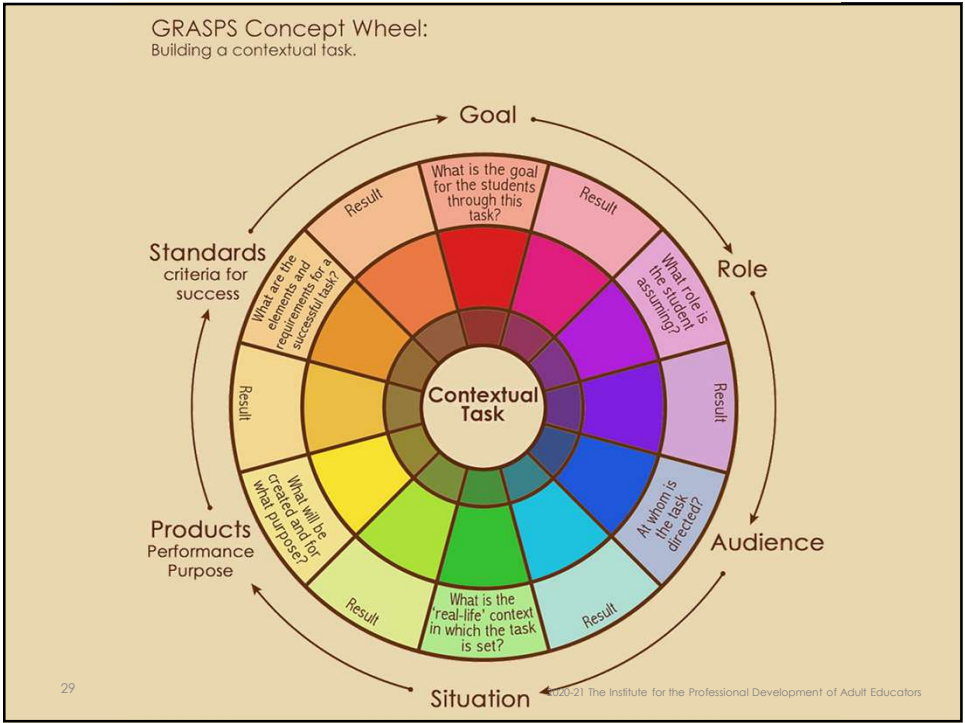 GRASPS Concept Wheel:
Building a contextual task.
Goal
What is the goal
for the students
through this
task?
Result
Role
What role is
the student
assuming?
Result
Audience
At whom is
the task
directed?
Result
Situation
What is the
'real-life' context
in which the task
is set?
Result
Products
Performance
Purpose
What will be
created and for
what purpose?
Result
Standards
criteria for
success
What are the
elements and
requirements for a
successful task?
Result
Contextual
Task
29
2020-21 The Institute for the Professional Development of Adult Educators